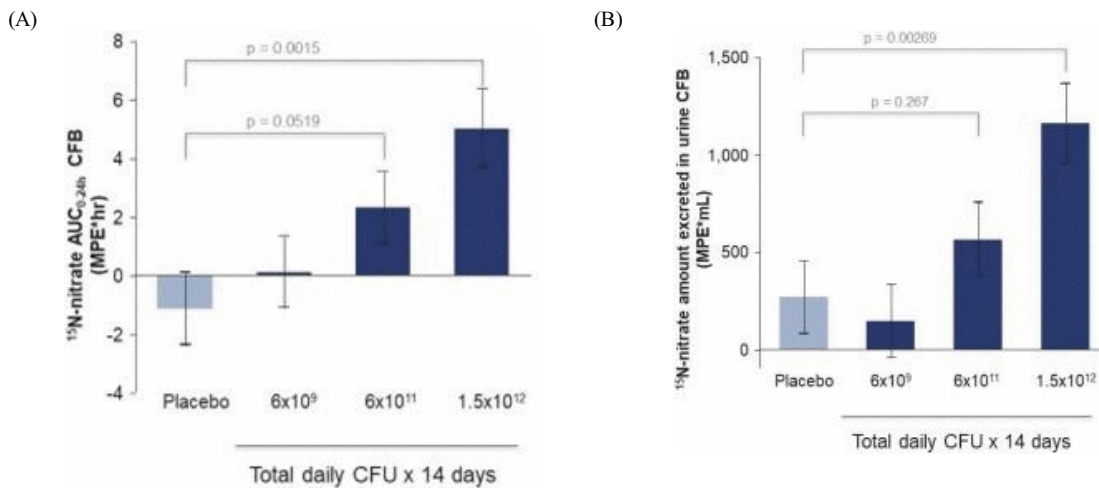 (A)
8
6
4
2
0
-2
-4
¹⁵N-nitrate AUC₀.₂₄ₕ CFB
(MPE*hr)
p = 0.0015
p = 0.0519
Placebo 6x10⁹ 6x10¹¹ 1.5x10¹²
Total daily CFU x 14 days
(B)
1,500
1,000
500
0
¹⁵N-nitrate amount excreted in urine CFB
(MPE*mL)
p = 0.00269
p = 0.267
Placebo 6x10⁹ 6x10¹¹ 1.5x10¹²
Total daily CFU x 14 days